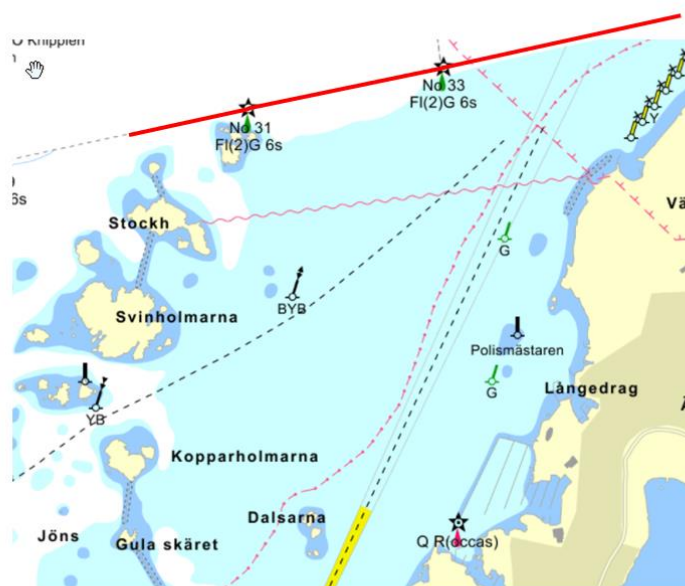 Knipplen
No 33
Fl(2)G 6s
No 31
Fl(2)G 6s
Y
6s
Stockh
Vä
G
BYB
Svinholmarna
Polismästaren
G
Långedrag
YB
Kopparholmarna
Dalsarna
Jöns
Gula skäret
Q R(occas)